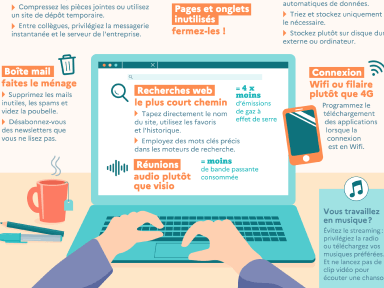 Compressez les pièces jointes ou utilisez
un site de dépôt temporaire.
Entre collègues, privilégiez la messagerie
instantanée et le serveur de l'entreprise.
Pages et onglets
inutilisés
fermez-les !
automatiques de données.
Triez et stockez uniquement
le nécessaire.
Stockez plutôt sur disque dur
externe ou ordinateur.
Boîte mail
faites le ménage
Supprimez les mails
inutiles, les spams et
videz la poubelle.
Désabonnez-vous
des newsletters que
vous ne lisez pas.
Recherches web
le plus court chemin
Tapez directement le nom
du site, utilisez les favoris
et l'historique.
Employez des mots clés précis
dans les moteurs de recherche.
= 4 x
moins
d'émissions
de gaz à
effet de serre
Réunions
audio plutôt
que visio
= moins
de bande passante
consommée
Connexion
Wifi ou filaire
plutôt que 4G
Programmez le
téléchargement
des applications
lorsque la
connexion
est en Wifi.
Vous travaillez
en musique ?
Évitez le streaming :
privilégiez la radio
ou téléchargez vos
musiques préférées.
Et ne lancez pas de
clip vidéo pour
écouter une chanson